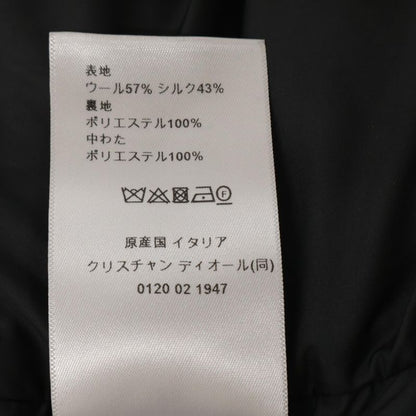 表地
ウール57% シルク43%
裏地
ポリエステル100%
中わた
ポリエステル100%
F
原産国 イタリア
クリスチャン ディオール(同)
0120 02 1947